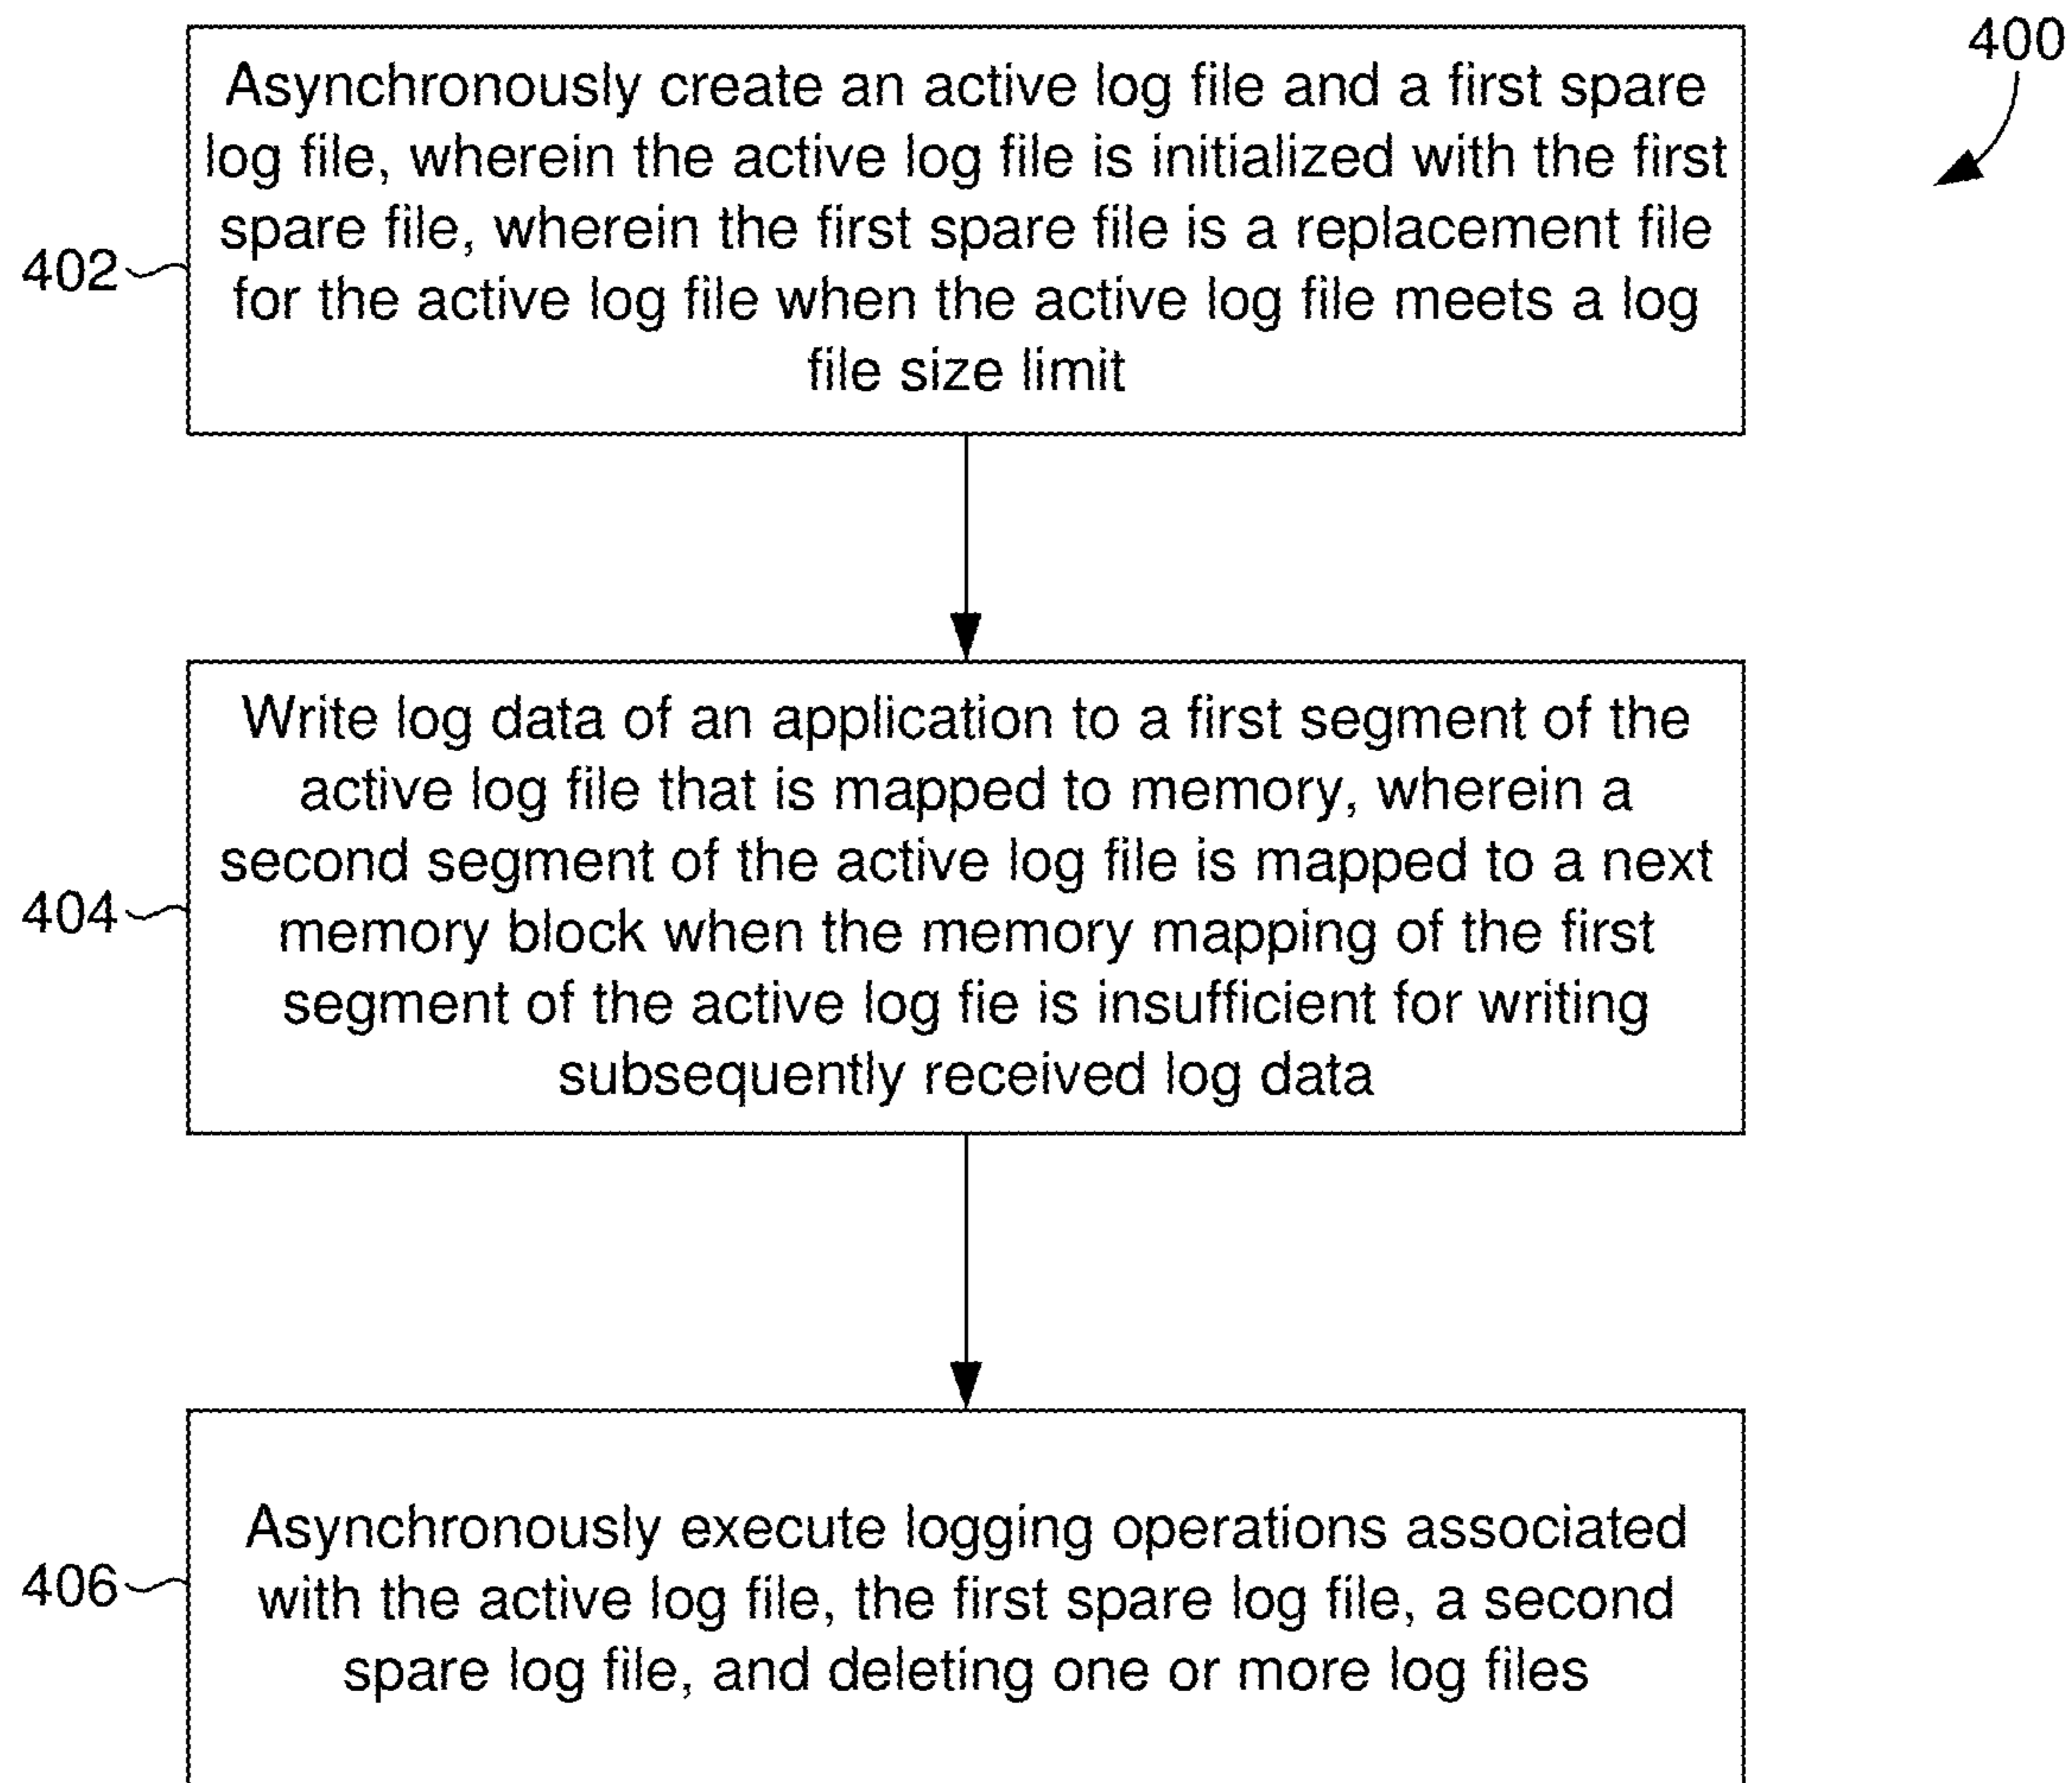 400
Asynchronously create an active log file and a first spare
log file, wherein the active log file is initialized with the first
spare file, wherein the first spare file is a replacement file
for the active log file when the active log file meets a log
file size limit
402
Write log data of an application to a first segment of the
active log file that is mapped to memory, wherein a
second segment of the active log file is mapped to a next
memory block when the memory mapping of the first
segment of the active log fie is insufficient for writing
subsequently received log data
404
Asynchronously execute logging operations associated
with the active log file, the first spare log file, a second
spare log file, and deleting one or more log files
406